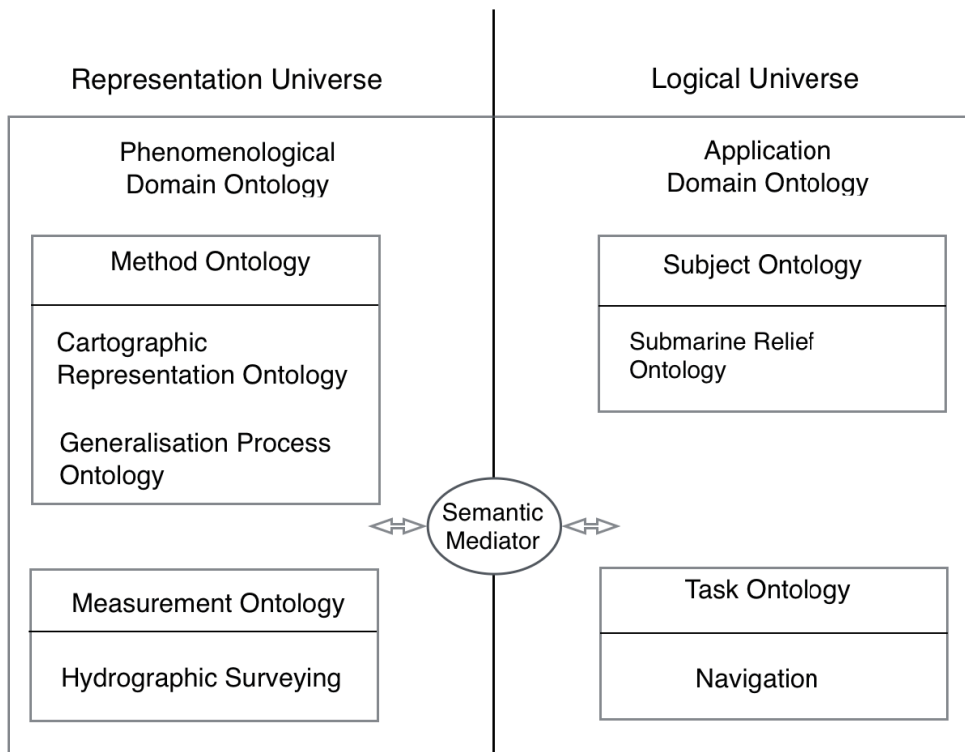 Representation Universe
Logical Universe
Phenomenological
Domain Ontology
Application
Domain Ontology
Method Ontology
Cartographic
Representation Ontology
Generalisation Process
Ontology
Subject Ontology
Submarine Relief
Ontology
Semantic
Mediator
Measurement Ontology
Hydrographic Surveying
Task Ontology
Navigation